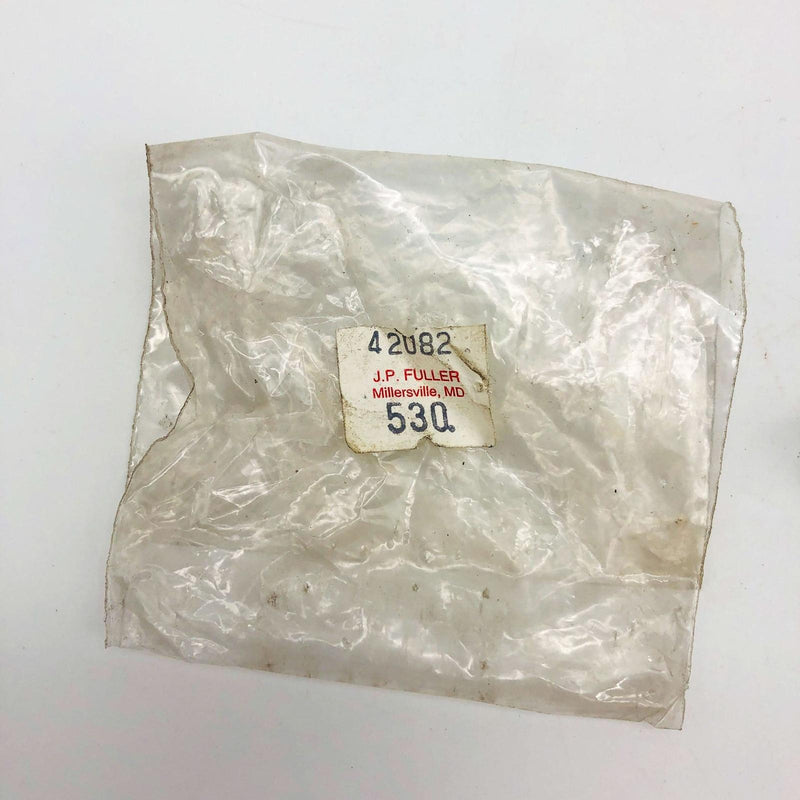 42082
J.P. FULLER
Millersville, MD
530.